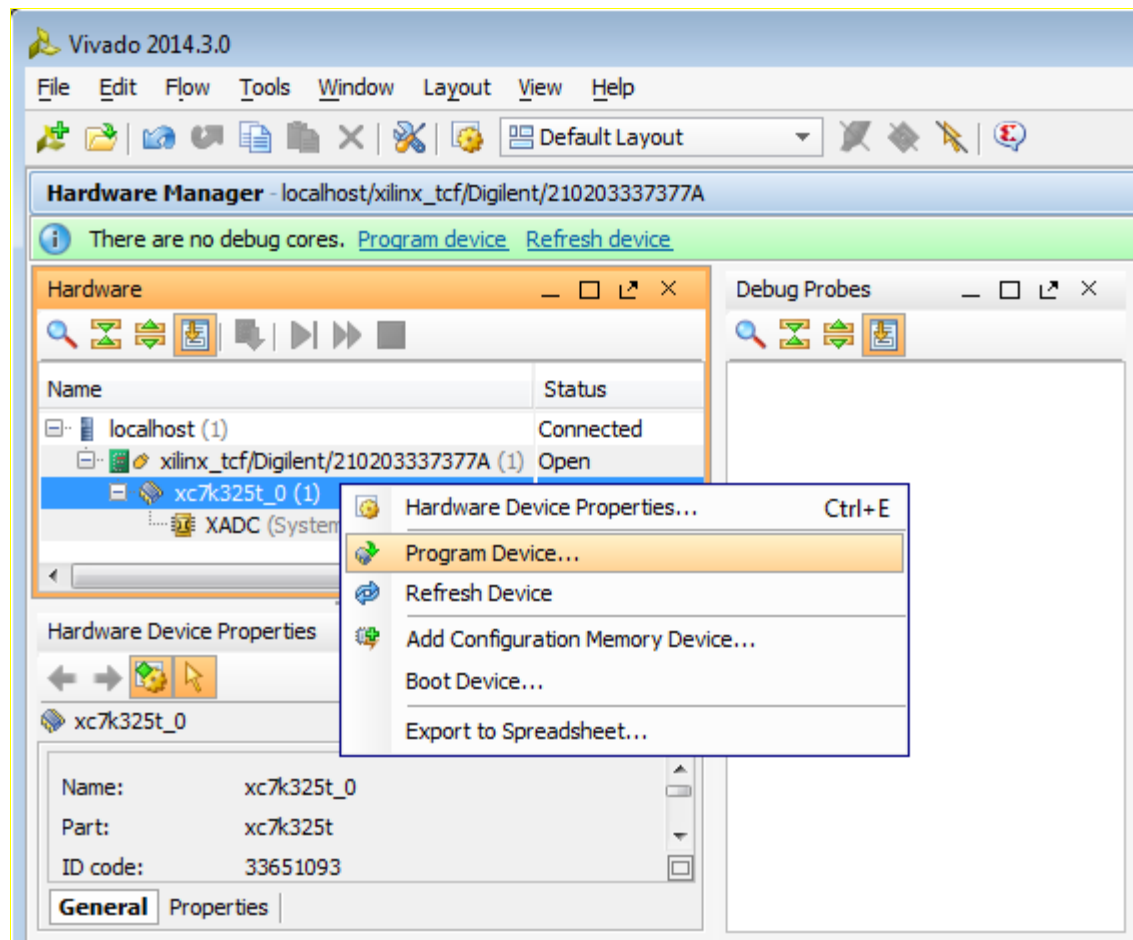 Vivado 2014.3.0
File Edit Flow Tools Window Layout View Help
Default Layout
Hardware Manager - localhost/xilinx_tcf/Digilent/210203337377A
There are no debug cores. Program device Refresh device
Hardware
Debug Probes
Name Status
localhost (1) Connected
xilinx_tcf/Digilent/210203337377A (1) Open
xc7k325t_0 (1)
XADC (System
Hardware Device Properties... Ctrl+E
Program Device...
Refresh Device
Add Configuration Memory Device...
Boot Device...
Export to Spreadsheet...
Hardware Device Properties
xc7k325t_0
Name: xc7k325t_0
Part: xc7k325t
ID code: 33651093
General Properties